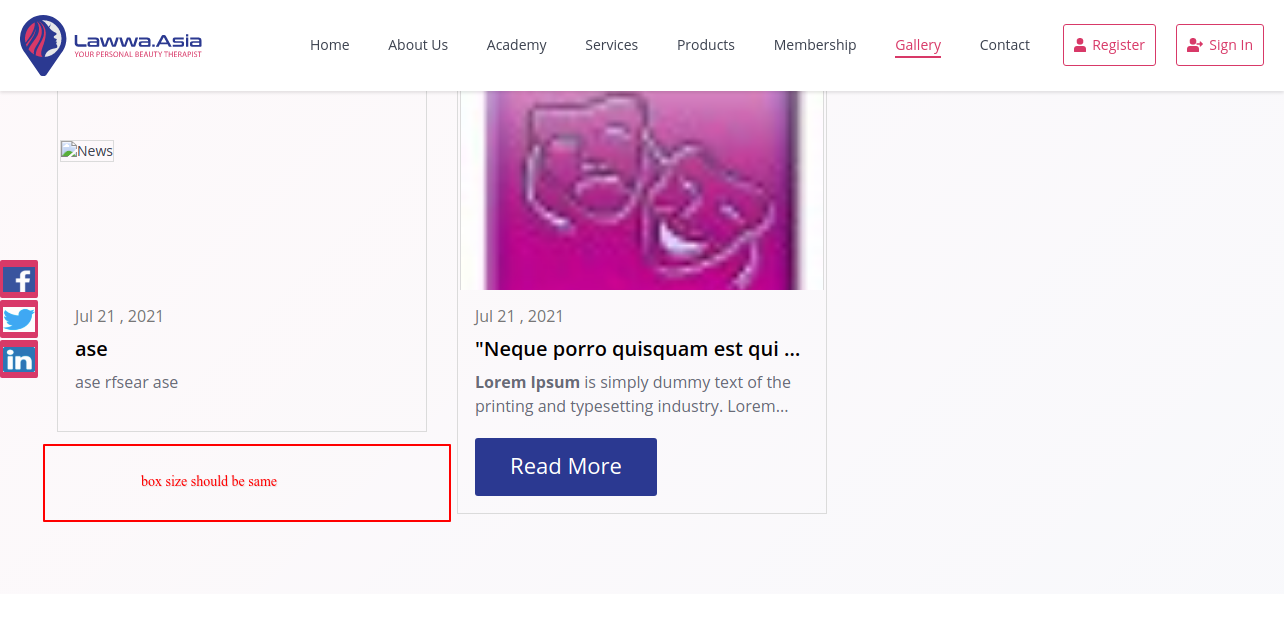 Lawwa.Asia
YOUR PERSONAL BEAUTY THERAPIST
Home About Us Academy Services Products Membership Gallery Contact Register Sign In
News
f
in
Jul 21 , 2021
ase
ase rfsear ase
Jul 21 , 2021
"Neque porro quisquam est qui ...
Lorem Ipsum is simply dummy text of the
printing and typesetting industry. Lorem...
Read More
box size should be same